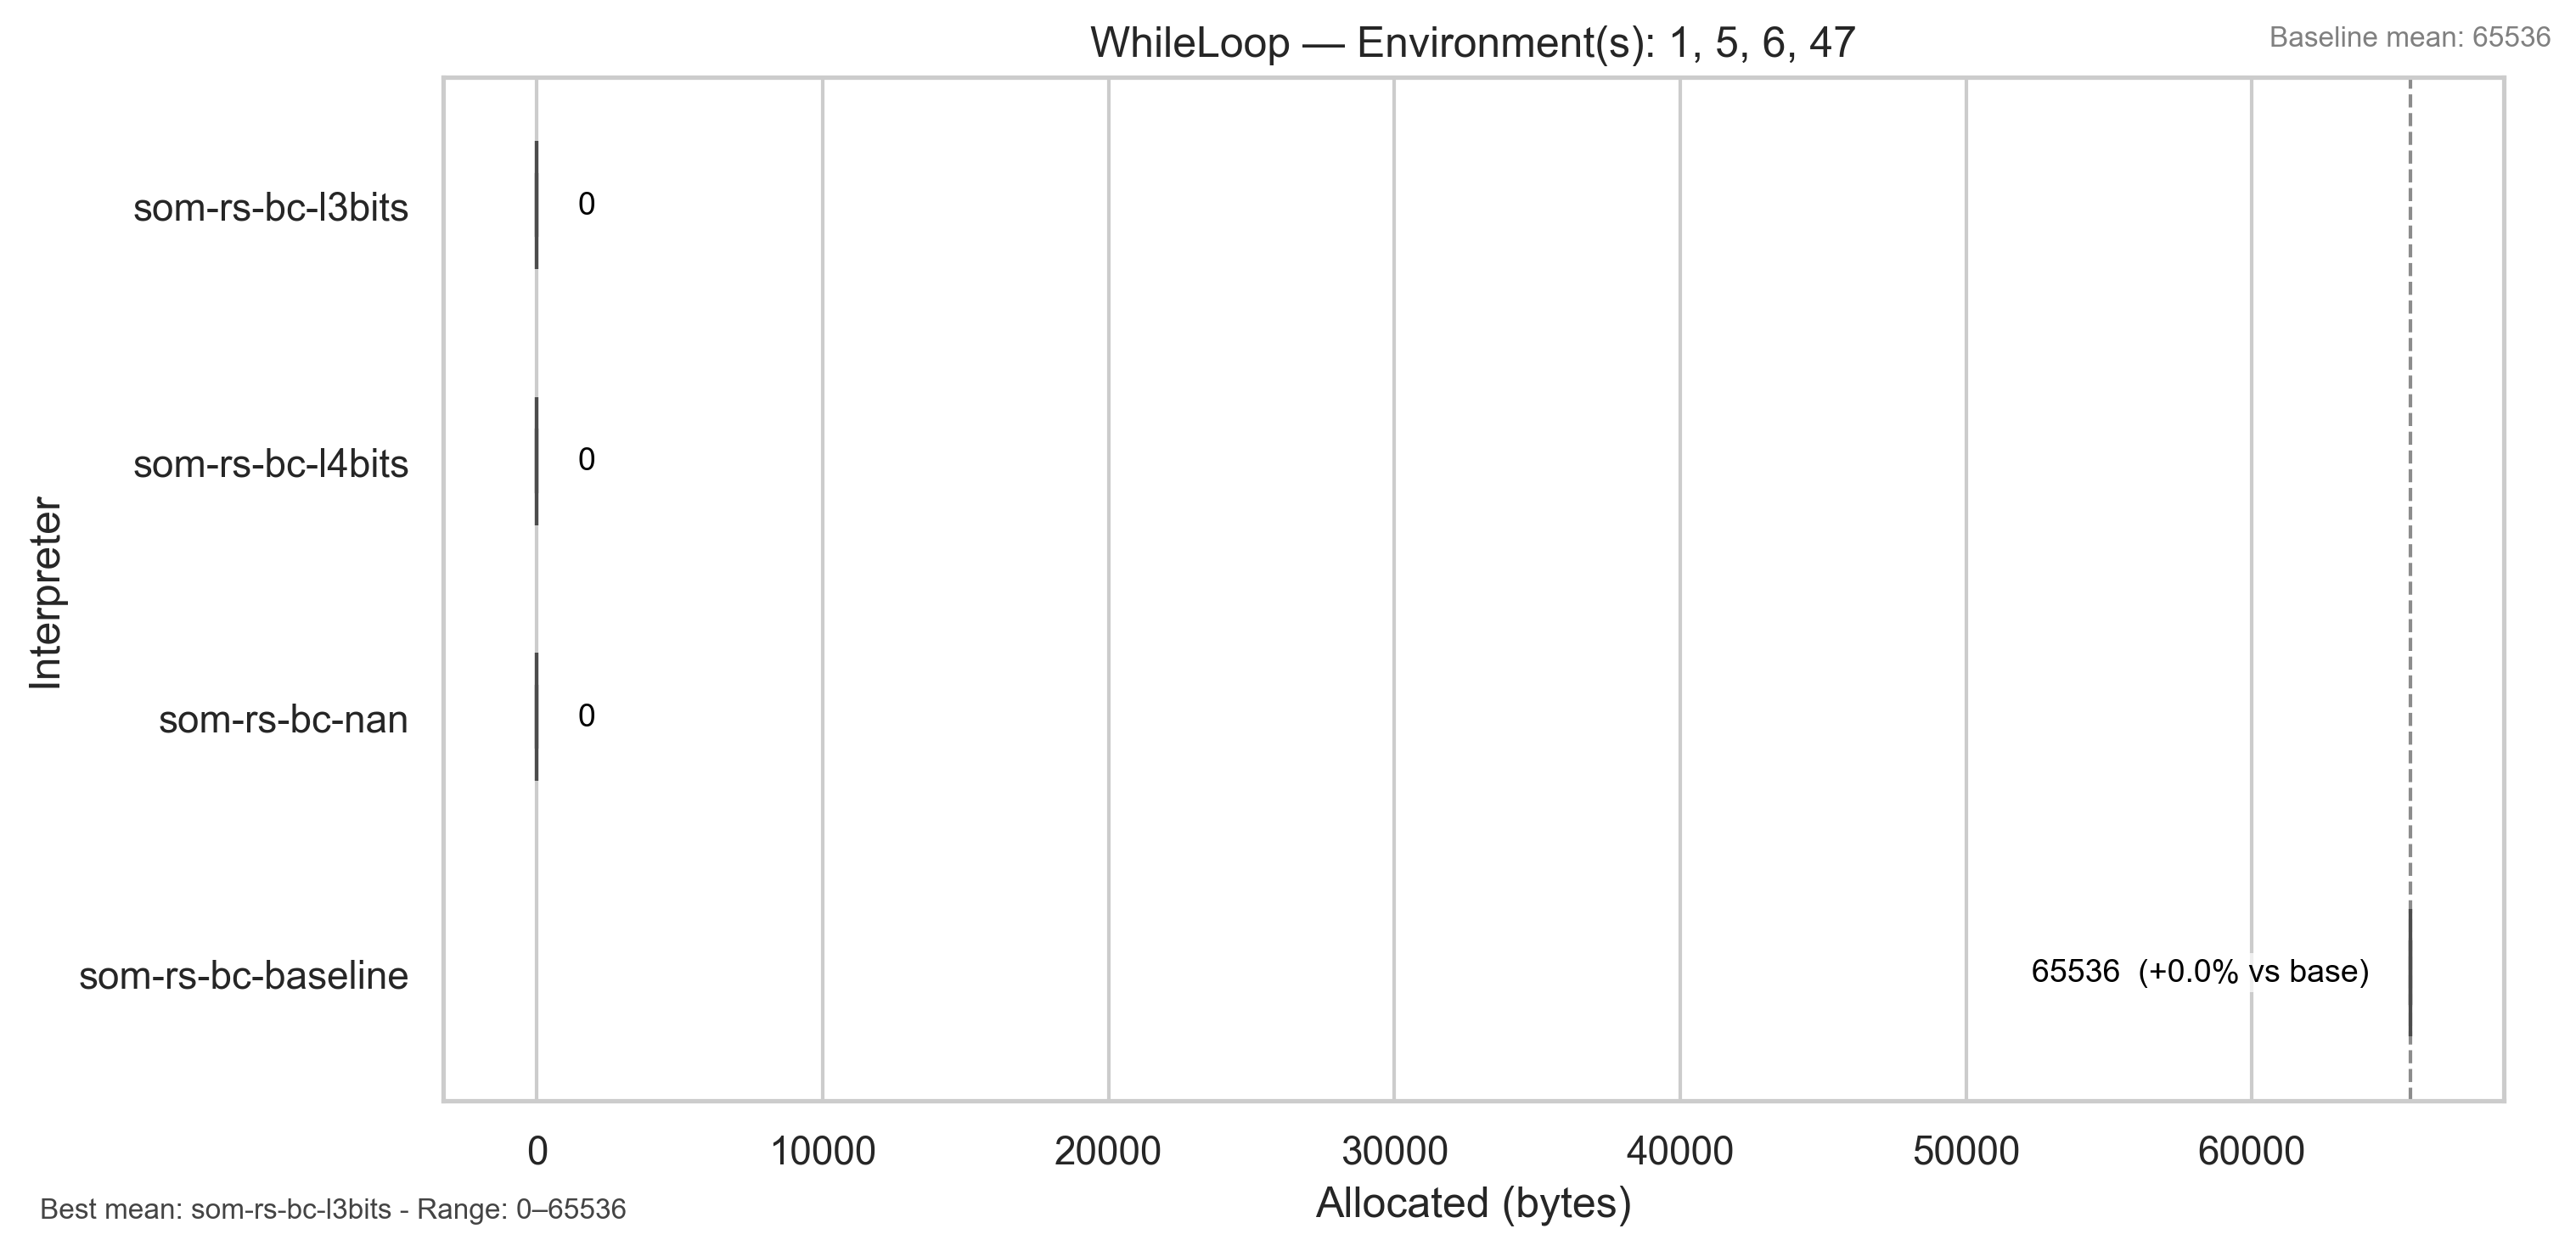 WhileLoop — Environment(s): 1, 5, 6, 47
Baseline mean: 65536
Interpreter
som-rs-bc-l3bits
0
som-rs-bc-l4bits
0
som-rs-bc-nan
0
som-rs-bc-baseline
65536 (+0.0% vs base)
0 10000 20000 30000 40000 50000 60000
Allocated (bytes)
Best mean: som-rs-bc-l3bits - Range: 0–65536